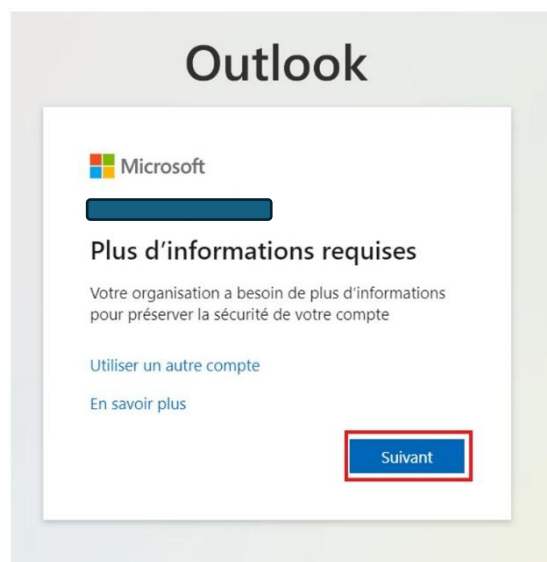 Outlook
Microsoft
Plus d’informations requises
Votre organisation a besoin de plus d’informations
pour préserver la sécurité de votre compte
Utiliser un autre compte
En savoir plus
Suivant